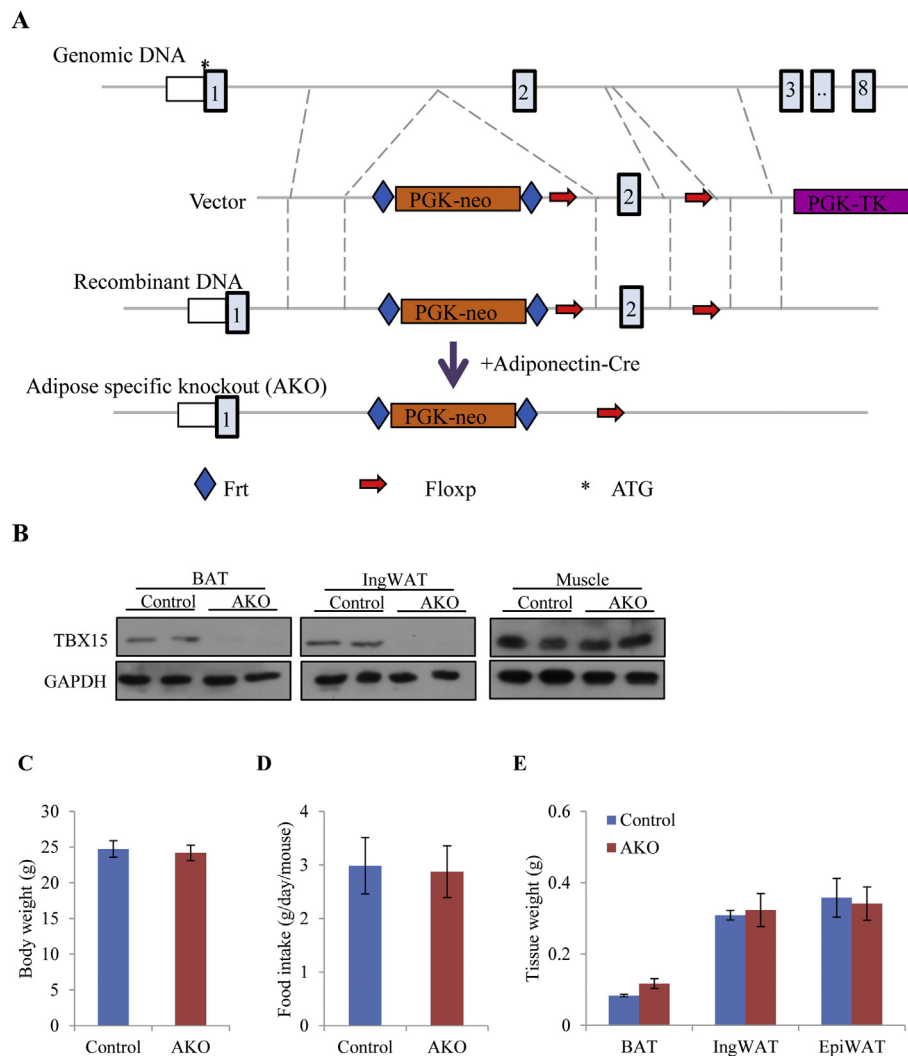 A
Genomic DNA
*
1
2
3
..
8
Vector
PGK-neo
2
PGK-TK
Recombinant DNA
1
PGK-neo
2
+Adiponectin-Cre
Adipose specific knockout (AKO)
1
PGK-neo
Frt
Floxp
* ATG
B
BAT IngWAT Muscle
Control AKO Control AKO Control AKO
TBX15
GAPDH
C
Body weight (g)
30
25
20
15
10
5
0
Control AKO
D
Food intake (g/day/mouse)
4
3
2
1
0
Control AKO
E
Tissue weight (g)
0.6
0.4
0.2
0
Control
AKO
BAT IngWAT EpiWAT